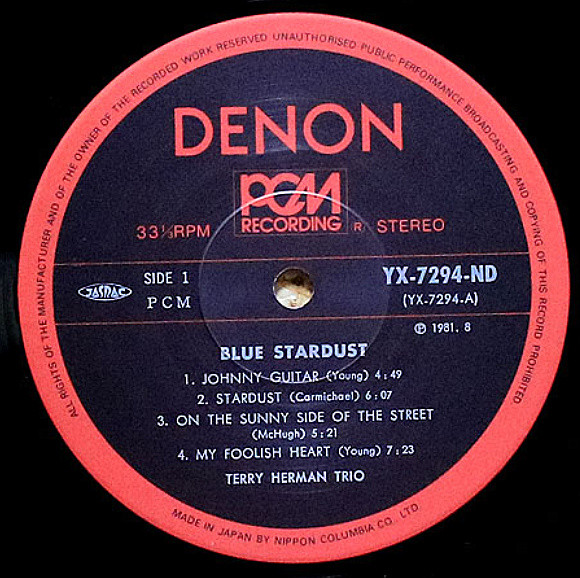 ALL RIGHTS OF THE MANUFACTURER AND OF THE OWNER OF THE RECORDED WORK RESERVED UNAUTHORISED PUBLIC PERFORMANCE BROADCASTING AND COPYING OF THIS RECORD PROHIBITED
DENON
PCM
RECORDING
33⅓RPM
R
STEREO
JASRAC
SIDE 1
PCM
YX-7294-ND
(YX-7294-A)
℗ 1981. 8
BLUE STARDUST
1. JOHNNY GUITAR (Young) 4:49
2. STARDUST (Carmichael) 6:07
3. ON THE SUNNY SIDE OF THE STREET
(McHugh) 5:21
4. MY FOOLISH HEART (Young) 7:23
TERRY HERMAN TRIO
MADE IN JAPAN BY NIPPON COLUMBIA CO., LTD.